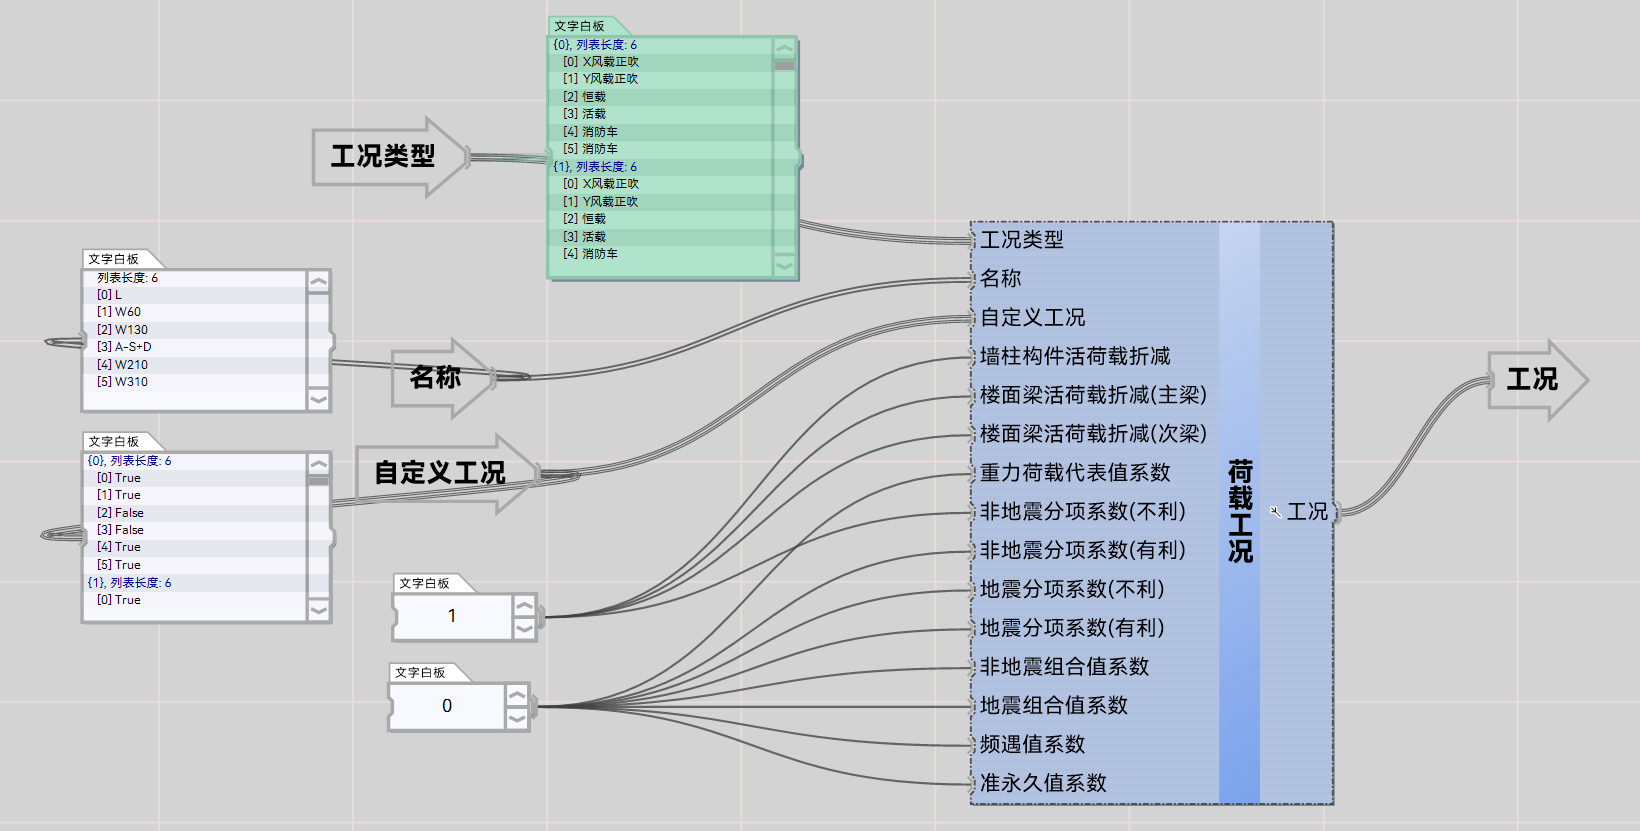 文字白板
{0}, 列表长度: 6
[0] X风载正吹
[1] Y风载正吹
[2] 恒载
[3] 活载
[4] 消防车
[5] 消防车
{1}, 列表长度: 6
[0] X风载正吹
[1] Y风载正吹
[2] 恒载
[3] 活载
[4] 消防车
工况类型
文字白板
列表长度: 6
[0] L
[1] W60
[2] W130
[3] A-S+D
[4] W210
[5] W310
名称
文字白板
{0}, 列表长度: 6
[0] True
[1] True
[2] False
[3] False
[4] True
[5] True
{1}, 列表长度: 6
[0] True
自定义工况
文字白板
1
文字白板
0
工况类型
名称
自定义工况
墙柱构件活荷载折减
楼面梁活荷载折减(主梁)
楼面梁活荷载折减(次梁)
重力荷载代表值系数
非地震分项系数(不利)
非地震分项系数(有利)
地震分项系数(不利)
地震分项系数(有利)
非地震组合值系数
地震组合值系数
频遇值系数
准永久值系数
荷载工况
工况
工况